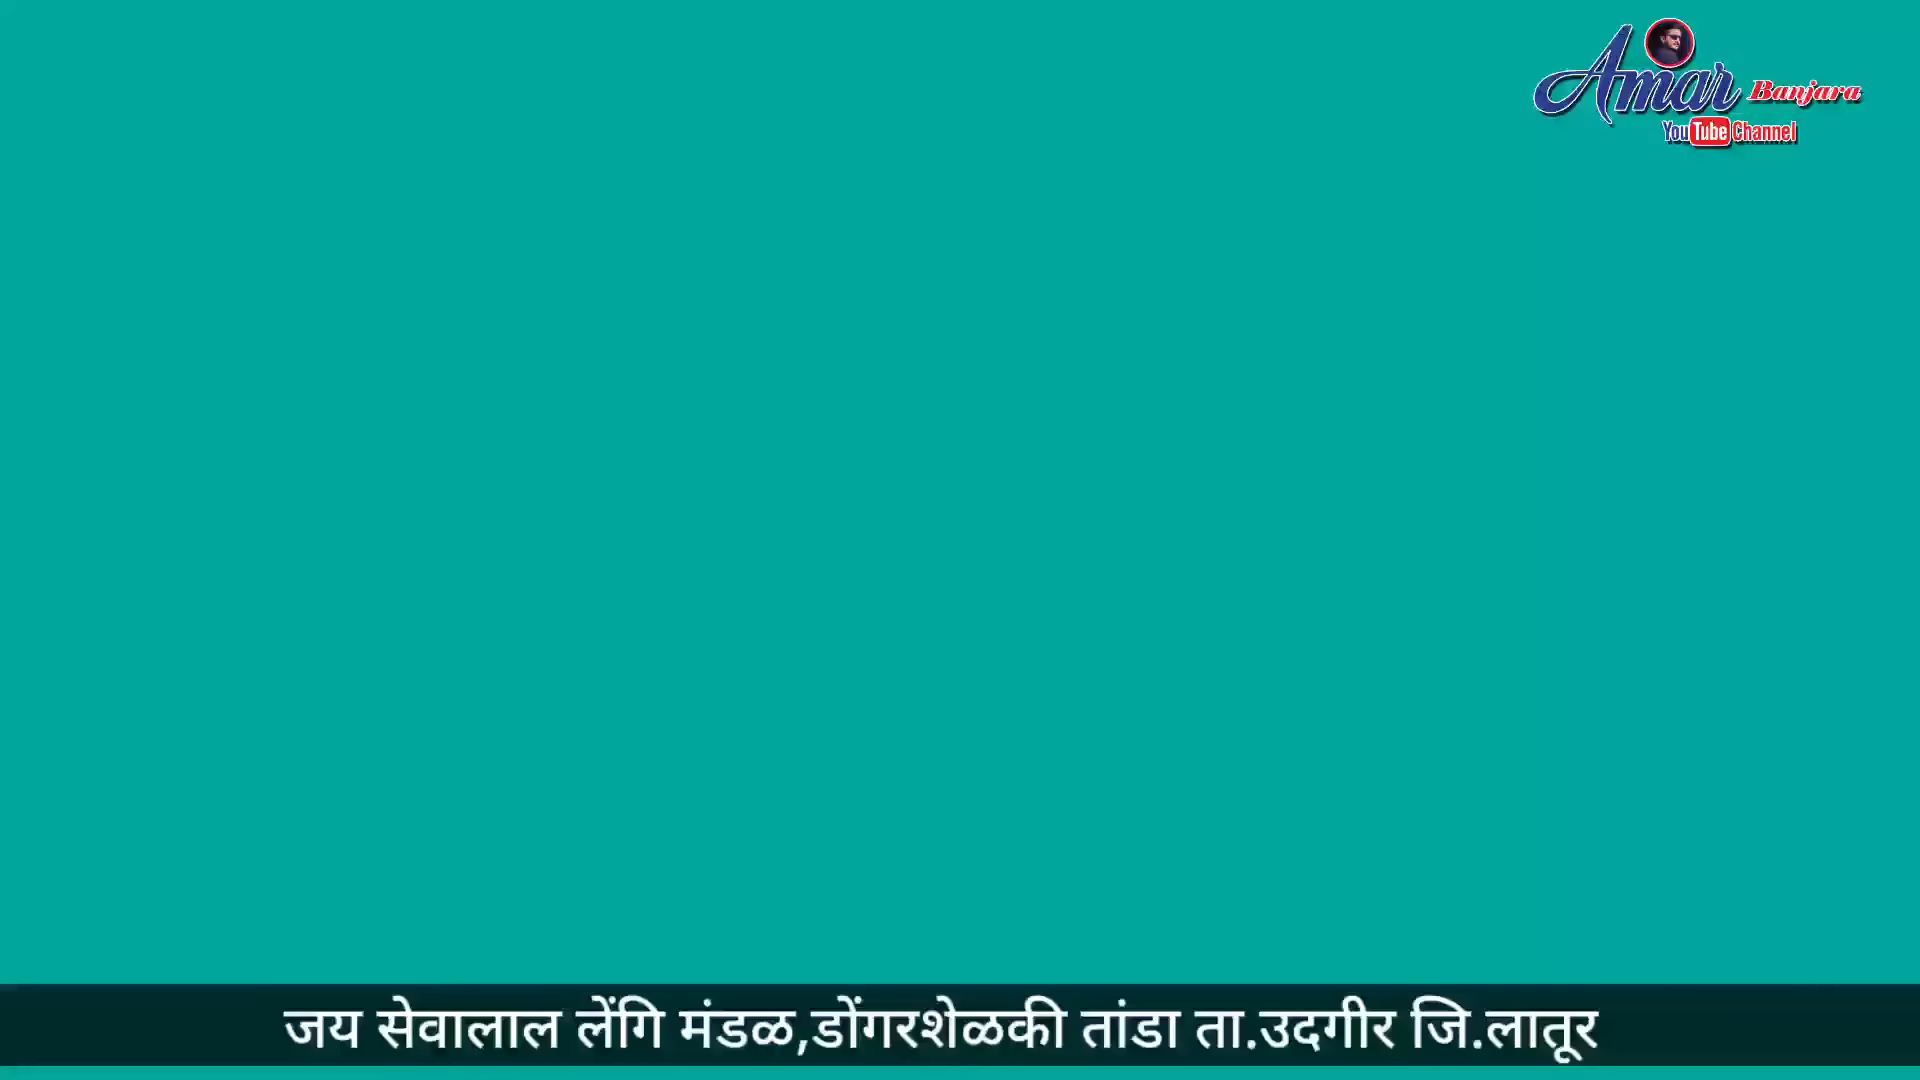 Amar Banjara
YouTube Channel
जय सेवालाल लेंगि मंडळ,डोंगरशेळकी तांडा ता.उदगीर जि.लातूर